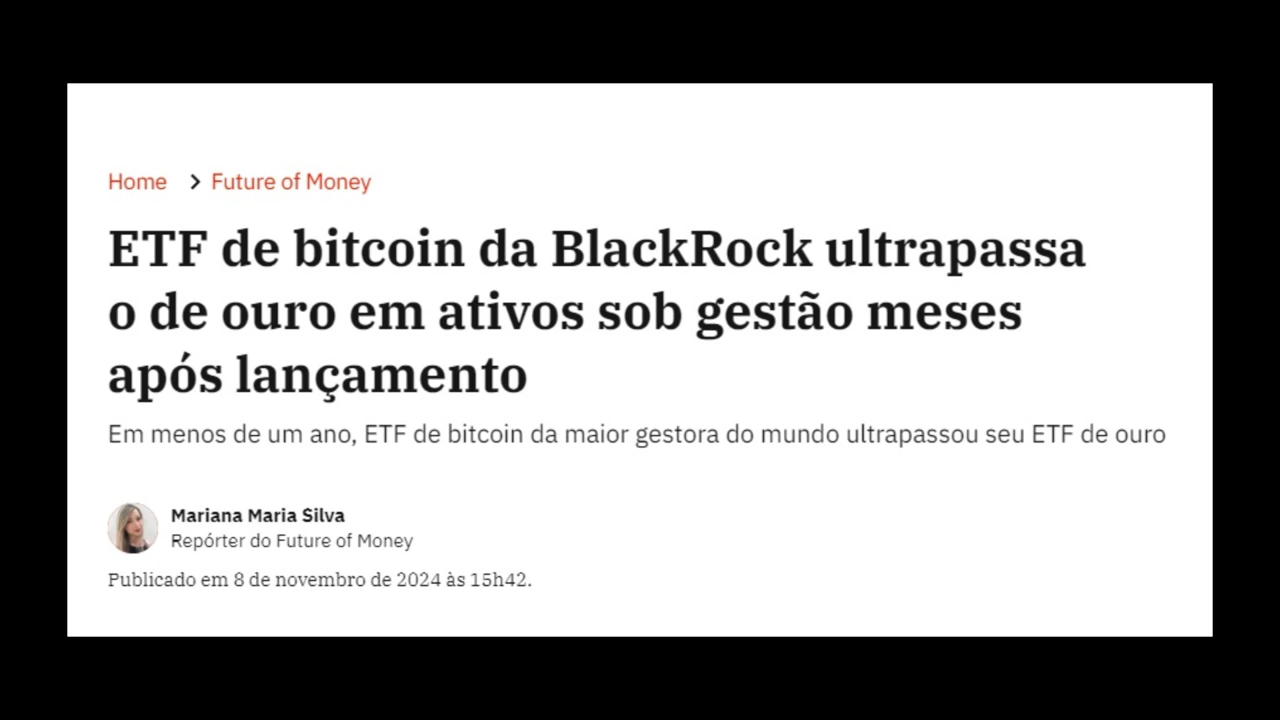 Home > Future of Money
ETF de bitcoin da BlackRock ultrapassa
o de ouro em ativos sob gestão meses
após lançamento
Em menos de um ano, ETF de bitcoin da maior gestora do mundo ultrapassou seu ETF de ouro
Mariana Maria Silva
Repórter do Future of Money
Publicado em 8 de novembro de 2024 às 15h42.